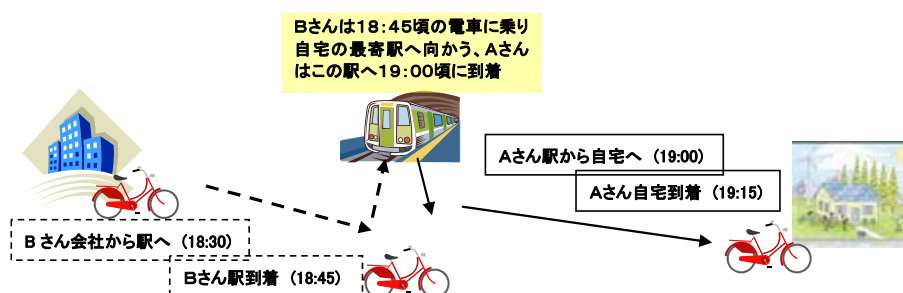 Bさんは18:45頃の電車に乗り
自宅の最寄駅へ向かう、Aさん
はこの駅へ19:00頃に到着
Aさん駅から自宅へ (19:00)
Aさん自宅到着 (19:15)
Bさん会社から駅へ (18:30)
Bさん駅到着 (18:45)